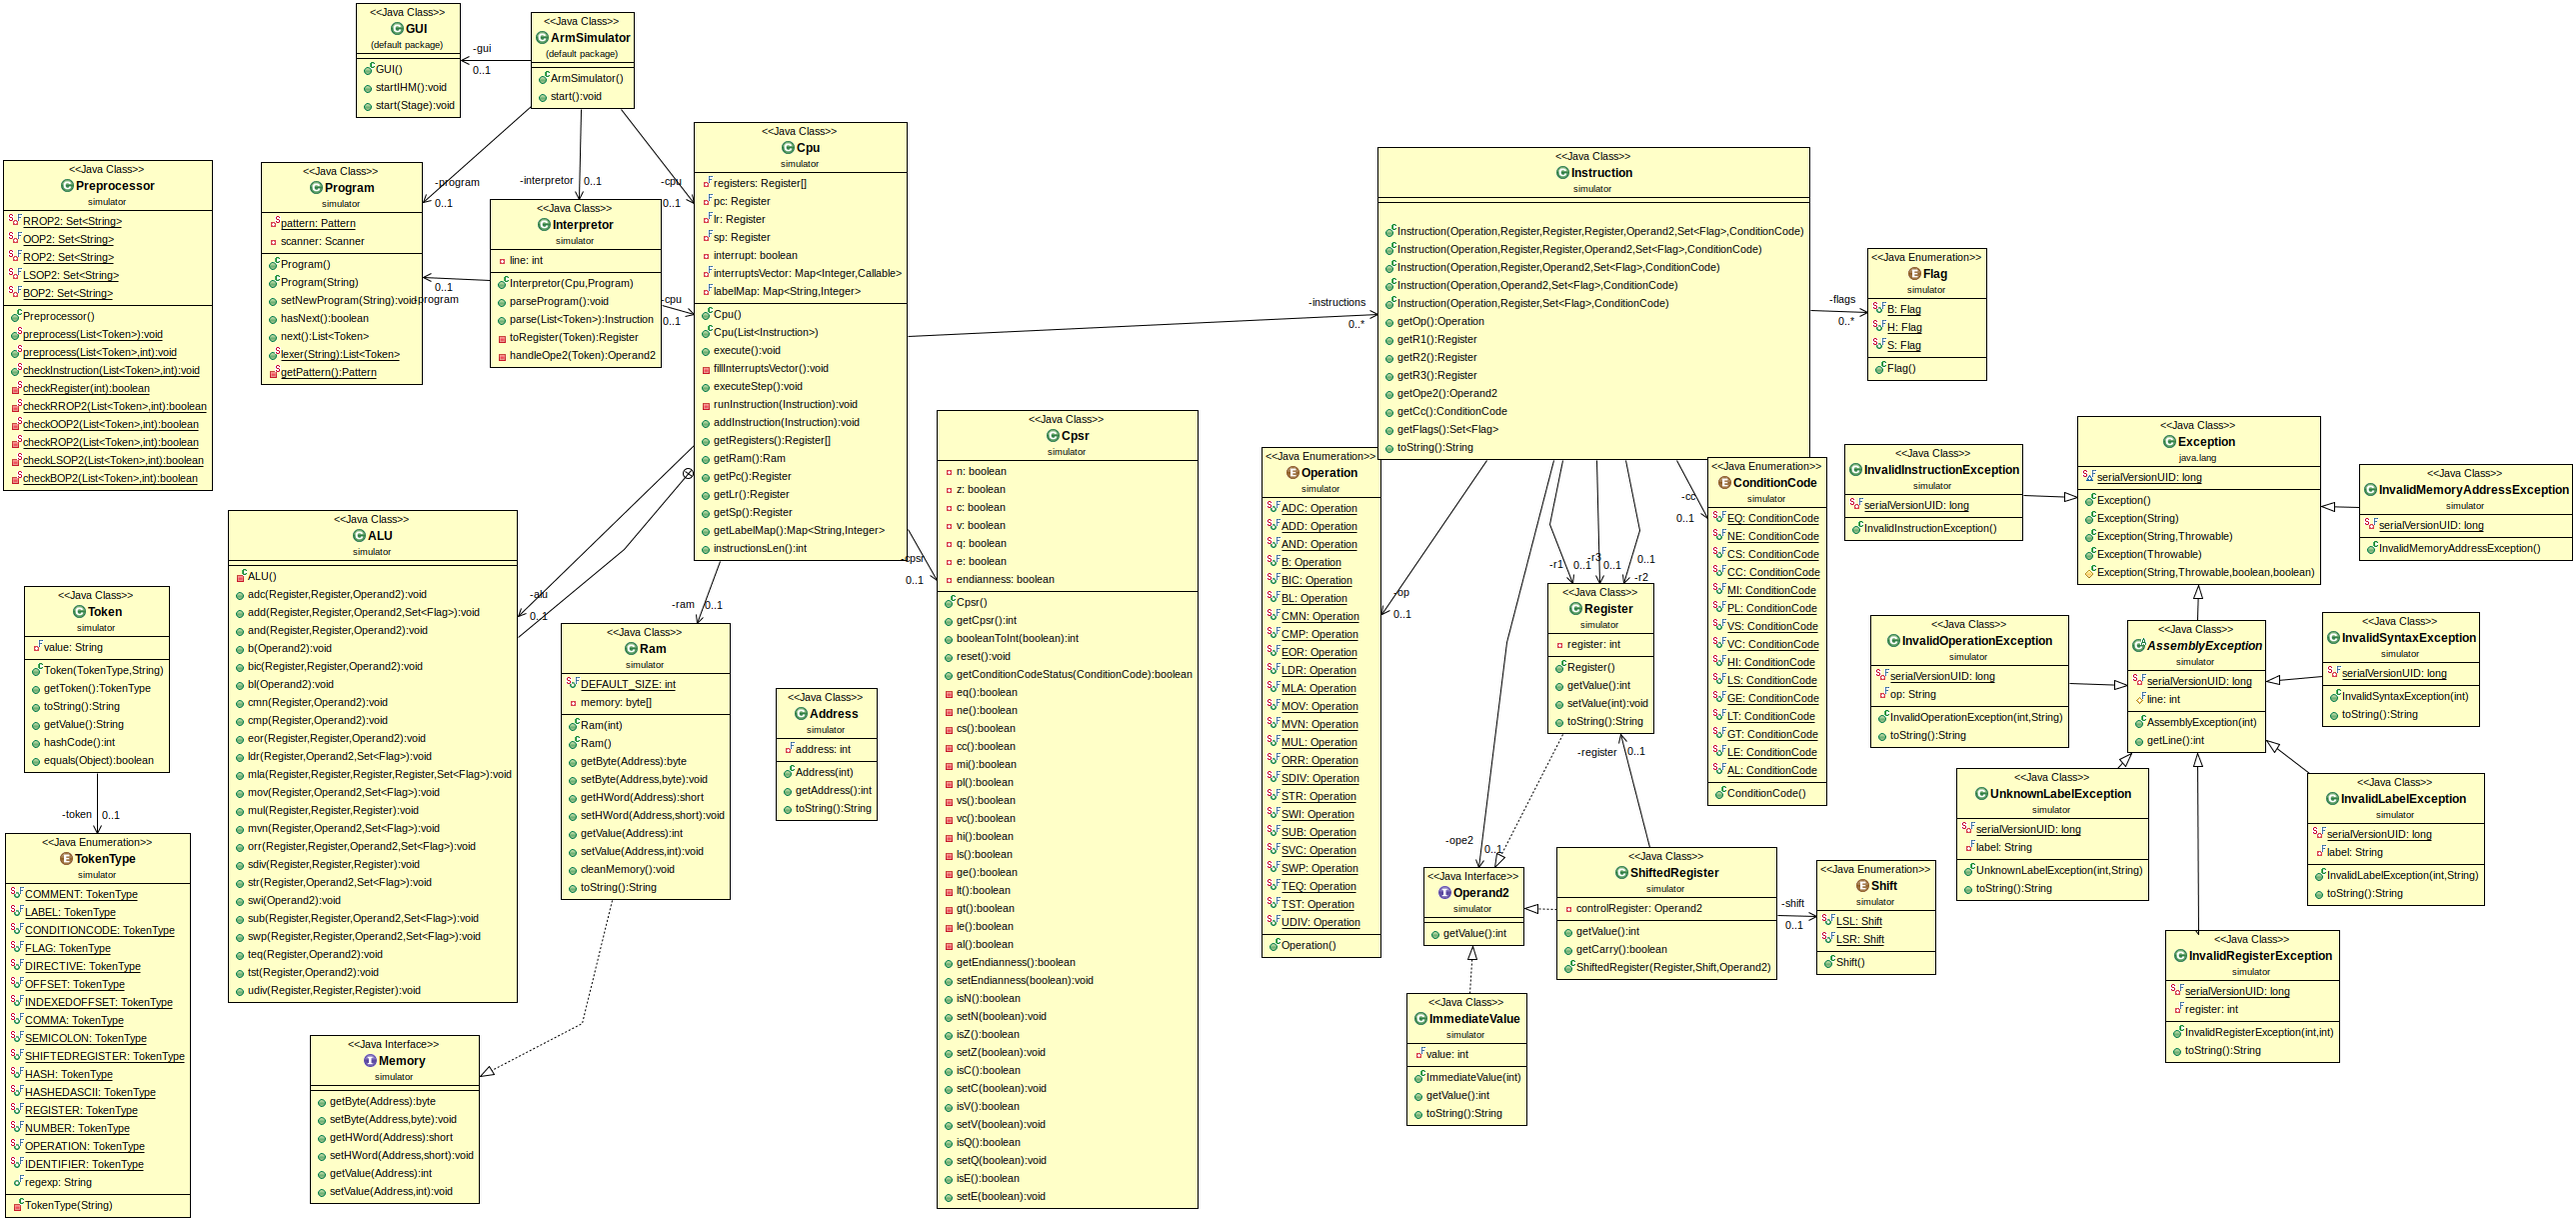 <<Java Class>>
GUI
(default package)
GUI()
startIHM():void
start(Stage):void
-gui
0..1
<<Java Class>>
ArmSimulator
(default package)
ArmSimulator()
start():void
-program
0..1
-interpretor
0..1
-cpu
0..1
<<Java Class>>
Preprocessor
simulator
RROP2: Set<String>
OOP2: Set<String>
ROP2: Set<String>
LSOP2: Set<String>
BOP2: Set<String>
Preprocessor()
preprocess(List<Token>):void
preprocess(List<Token>,int):void
checkInstruction(List<Token>,int):void
checkRegister(int):boolean
checkRROP2(List<Token>,int):boolean
checkOOP2(List<Token>,int):boolean
checkROP2(List<Token>,int):boolean
checkLSOP2(List<Token>,int):boolean
checkBOP2(List<Token>,int):boolean
<<Java Class>>
Program
simulator
pattern: Pattern
scanner: Scanner
Program()
Program(String)
setNewProgram(String):void
hasNext():boolean
next():List<Token>
lexer(String):List<Token>
getPattern():Pattern
0..1
-program
<<Java Class>>
Interpretor
simulator
line: int
Interpretor(Cpu,Program)
parseProgram():void
parse(List<Token>):Instruction
toRegister(Token):Register
handleOpe2(Token):Operand2
-cpu
0..1
<<Java Class>>
Cpu
simulator
registers: Register[]
pc: Register
lr: Register
sp: Register
interrupt: boolean
interruptsVector: Map<Integer,Callable>
labelMap: Map<String,Integer>
Cpu()
Cpu(List<Instruction>)
execute():void
fillInterruptsVector():void
executeStep():void
runInstruction(Instruction):void
addInstruction(Instruction):void
getRegisters():Register[]
getRam():Ram
getPc():Register
getLr():Register
getSp():Register
getLabelMap():Map<String,Integer>
instructionsLen():int
-instructions
0..*
-alu
0..1
-ram
0..1
-cpsr
0..1
<<Java Class>>
ALU
simulator
ALU()
adc(Register,Register,Operand2):void
add(Register,Register,Operand2,Set<Flag>):void
and(Register,Register,Operand2):void
b(Operand2):void
bic(Register,Register,Operand2):void
bl(Operand2):void
cmn(Register,Operand2):void
cmp(Register,Operand2):void
eor(Register,Register,Operand2):void
ldr(Register,Register,Operand2,Set<Flag>):void
mla(Register,Register,Register,Register,Set<Flag>):void
mov(Register,Operand2,Set<Flag>):void
mul(Register,Register,Register):void
mvn(Register,Operand2,Set<Flag>):void
orr(Register,Register,Operand2,Set<Flag>):void
sdiv(Register,Register,Register):void
str(Register,Operand2,Set<Flag>):void
swi(Operand2):void
sub(Register,Register,Operand2,Set<Flag>):void
swp(Register,Register,Operand2,Set<Flag>):void
teq(Register,Operand2):void
tst(Register,Operand2):void
udiv(Register,Register,Register):void
<<Java Class>>
Token
simulator
value: String
Token(TokenType,String)
getToken():TokenType
toString():String
getValue():String
hashCode():int
equals(Object):boolean
-token
0..1
<<Java Enumeration>>
TokenType
simulator
COMMENT: TokenType
LABEL: TokenType
CONDITIONCODE: TokenType
FLAG: TokenType
DIRECTIVE: TokenType
OFFSET: TokenType
INDEXEDOFFSET: TokenType
COMMA: TokenType
SEMICOLON: TokenType
SHIFTEDREGISTER: TokenType
HASH: TokenType
HASHEDASCII: TokenType
REGISTER: TokenType
NUMBER: TokenType
OPERATION: TokenType
IDENTIFIER: TokenType
regexp: String
TokenType(String)
<<Java Class>>
Ram
simulator
DEFAULT_SIZE: int
memory: byte[]
Ram(int)
Ram()
getByte(Address):byte
setByte(Address,byte):void
getHWord(Address):short
setHWord(Address,short):void
getValue(Address):int
setValue(Address,int):void
cleanMemory():void
toString():String
<<Java Class>>
Address
simulator
address: int
Address(int)
getAddress():int
toString():String
<<Java Interface>>
Memory
simulator
getByte(Address):byte
setByte(Address,byte):void
getHWord(Address):short
setHWord(Address,short):void
getValue(Address):int
setValue(Address,int):void
<<Java Class>>
Cpsr
simulator
n: boolean
z: boolean
c: boolean
v: boolean
q: boolean
e: boolean
endianness: boolean
Cpsr()
getCpsr():int
booleanToInt(boolean):int
reset():void
getConditionCodeStatus(ConditionCode):boolean
eq():boolean
ne():boolean
cs():boolean
cc():boolean
mi():boolean
pl():boolean
vs():boolean
vc():boolean
hi():boolean
ls():boolean
ge():boolean
lt():boolean
gt():boolean
le():boolean
al():boolean
getEndianness():boolean
setEndianness(boolean):void
isN():boolean
setN(boolean):void
isZ():boolean
setZ(boolean):void
isC():boolean
setC(boolean):void
isV():boolean
setV(boolean):void
isQ():boolean
setQ(boolean):void
isE():boolean
setE(boolean):void
<<Java Class>>
Instruction
simulator
Instruction(Operation,Register,Register,Register,Operand2,Set<Flag>,ConditionCode)
Instruction(Operation,Register,Register,Operand2,Set<Flag>,ConditionCode)
Instruction(Operation,Register,Operand2,Set<Flag>,ConditionCode)
Instruction(Operation,Operand2,Set<Flag>,ConditionCode)
Instruction(Operation,Register,Set<Flag>,ConditionCode)
getOp():Operation
getR1():Register
getR2():Register
getR3():Register
getOpe2():Operand2
getCc():ConditionCode
getFlags():Set<Flag>
toString():String
-flags
0..*
<<Java Enumeration>>
Flag
simulator
B: Flag
H: Flag
S: Flag
Flag()
<<Java Enumeration>>
Operation
simulator
ADC: Operation
ADD: Operation
AND: Operation
B: Operation
BIC: Operation
BL: Operation
CMN: Operation
CMP: Operation
EOR: Operation
LDR: Operation
MLA: Operation
MOV: Operation
MVN: Operation
MUL: Operation
ORR: Operation
SDIV: Operation
STR: Operation
SWI: Operation
SUB: Operation
SVC: Operation
SWP: Operation
TEQ: Operation
TST: Operation
UDIV: Operation
Operation()
-op
0..1
-r1
0..1
-r3
0..1
0..1
-r2
-cc
0..1
<<Java Enumeration>>
ConditionCode
simulator
EQ: ConditionCode
NE: ConditionCode
CS: ConditionCode
CC: ConditionCode
MI: ConditionCode
PL: ConditionCode
VS: ConditionCode
VC: ConditionCode
HI: ConditionCode
LS: ConditionCode
GE: ConditionCode
LT: ConditionCode
GT: ConditionCode
LE: ConditionCode
AL: ConditionCode
ConditionCode()
<<Java Class>>
Register
simulator
register: int
Register()
getValue():int
setValue(int):void
toString():String
-register
0..1
-ope2
0..1
<<Java Interface>>
Operand2
simulator
getValue():int
<<Java Class>>
ShiftedRegister
simulator
controlRegister: Operand2
getValue():int
getCarry():boolean
ShiftedRegister(Register,Shift,Operand2)
-shift
0..1
<<Java Enumeration>>
Shift
simulator
LSL: Shift
LSR: Shift
Shift()
<<Java Class>>
ImmediateValue
simulator
value: int
ImmediateValue(int)
getValue():int
toString():String
<<Java Class>>
InvalidInstructionException
simulator
serialVersionUID: long
InvalidInstructionException()
<<Java Class>>
Exception
java.lang
serialVersionUID: long
Exception()
Exception(String)
Exception(String,Throwable)
Exception(Throwable)
Exception(String,Throwable,boolean,boolean)
<<Java Class>>
InvalidMemoryAddressException
simulator
serialVersionUID: long
InvalidMemoryAddressException()
<<Java Class>>
InvalidOperationException
simulator
serialVersionUID: long
op: String
InvalidOperationException(int,String)
toString():String
<<Java Class>>
AssemblyException
simulator
serialVersionUID: long
line: int
AssemblyException(int)
getLine():int
<<Java Class>>
InvalidSyntaxException
simulator
serialVersionUID: long
InvalidSyntaxException(int)
toString():String
<<Java Class>>
UnknownLabelException
simulator
serialVersionUID: long
label: String
UnknownLabelException(int,String)
toString():String
<<Java Class>>
InvalidLabelException
simulator
serialVersionUID: long
label: String
InvalidLabelException(int,String)
toString():String
<<Java Class>>
InvalidRegisterException
simulator
serialVersionUID: long
register: int
InvalidRegisterException(int,int)
toString():String